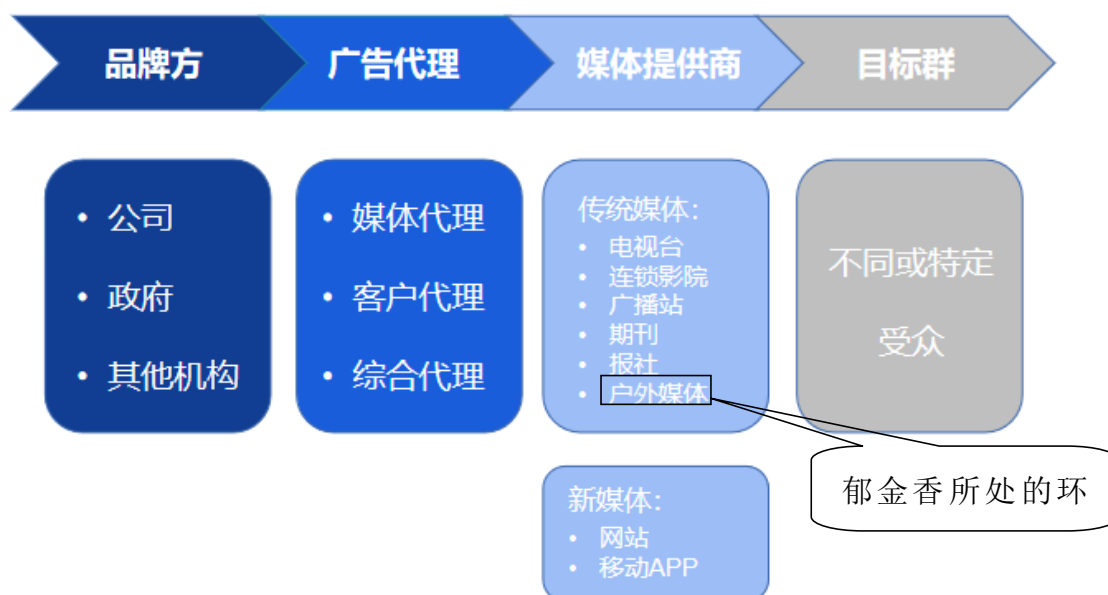 品牌方
广告代理
媒体提供商
目标群
• 公司
• 政府
• 其他机构
• 媒体代理
• 客户代理
• 综合代理
传统媒体：
• 电视台
• 连锁影院
• 广播站
• 期刊
• 报社
• 户外媒体
不同或特定
受众
郁金香所处的环
新媒体：
• 网站
• 移动APP